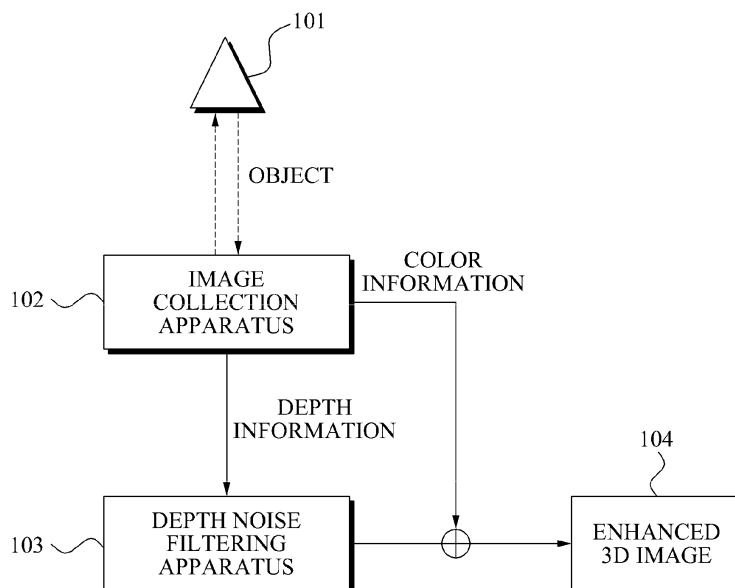 101
OBJECT
COLOR
INFORMATION
102
IMAGE
COLLECTION
APPARATUS
DEPTH
INFORMATION
104
103
DEPTH NOISE
FILTERING
APPARATUS
ENHANCED
3D IMAGE